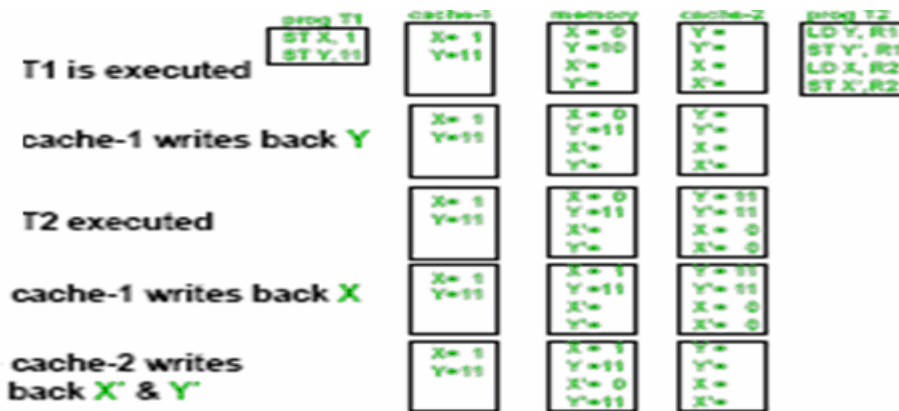 prog T1 cache-1 memory cache-2 prog T2
ST X, 1
ST Y,11
X= 1
Y=11
X = 0
Y =10
X'=
Y'=
Y =
Y'=
X =
X'=
LD Y, R1
ST Y', R1
LD X, R2
ST X',R2
T1 is executed
cache-1 writes back Y
X= 1
Y=11
X = 0
Y =11
X'=
Y'=
Y =
Y'=
X =
X'=
T2 executed
X= 1
Y=11
X = 0
Y =11
X'=
Y'=
Y = 11
Y'= 11
X = 0
X'= 0
cache-1 writes back X
X= 1
Y=11
X = 1
Y =11
X'=
Y'=
Y = 11
Y'= 11
X = 0
X'= 0
cache-2 writes
back X' & Y'
X= 1
Y=11
X = 1
Y =11
X'= 0
Y'=11
Y =
Y'=
X =
X'=